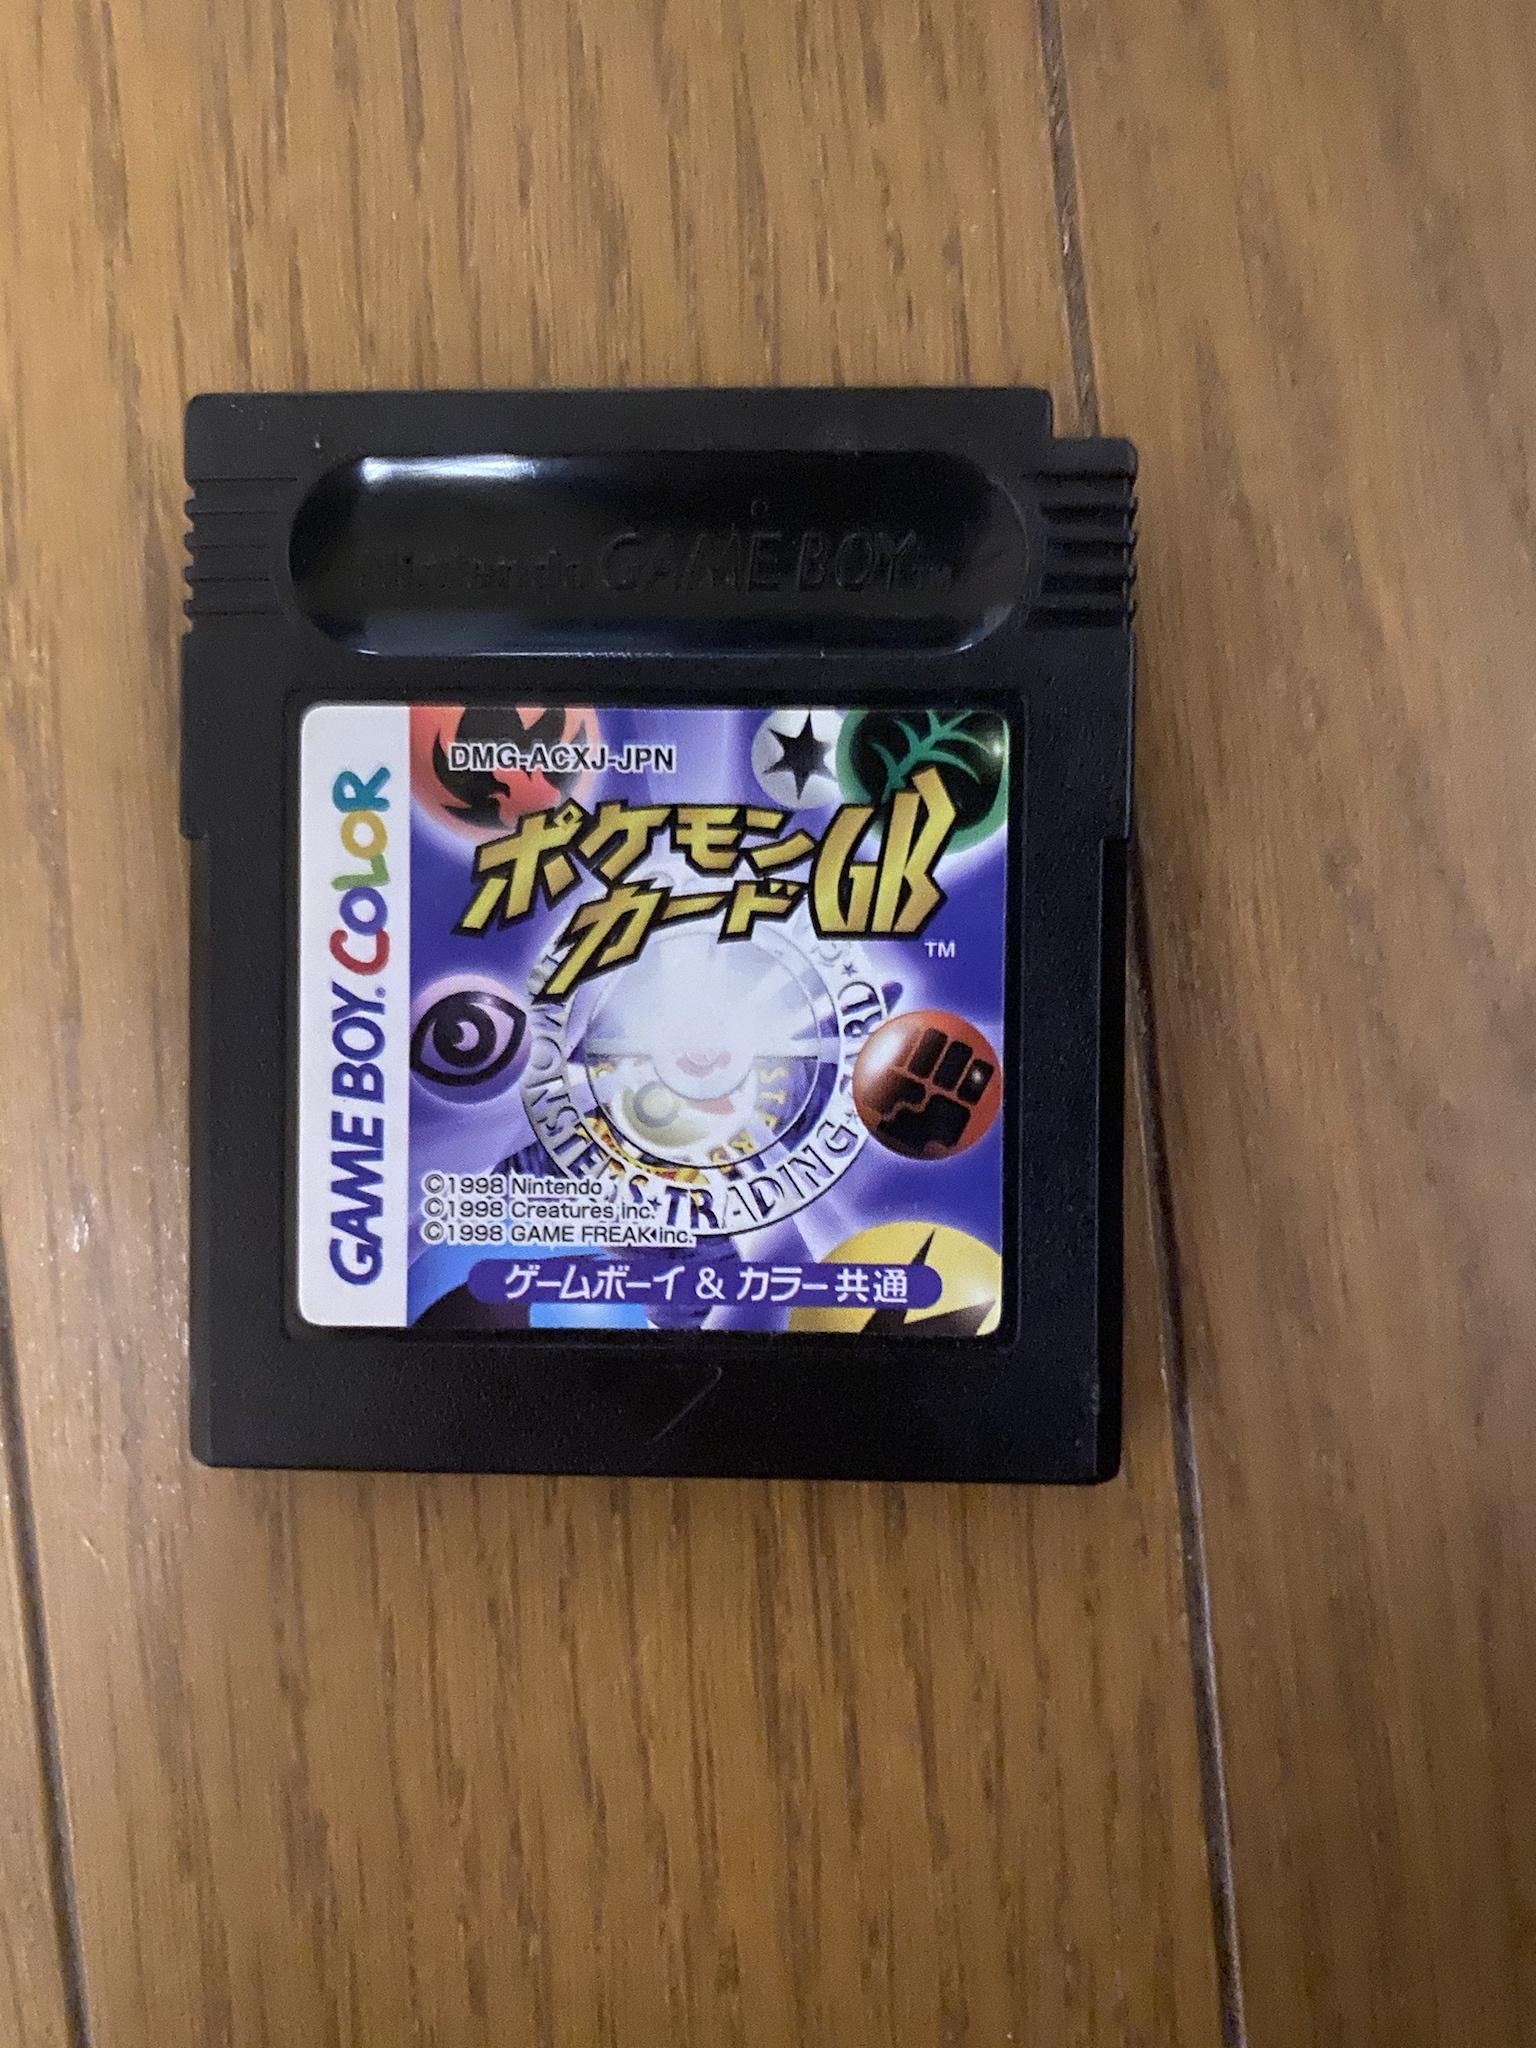 Nintendo GAME BOY TM
GAME BOY COLOR
DMG-ACXJ-JPN
ポケモン
カードGB
TM
MONSTERS★TRADING★CARD
©1998 Nintendo
©1998 Creatures inc.
©1998 GAME FREAK inc.
ゲームボーイ & カラー共通